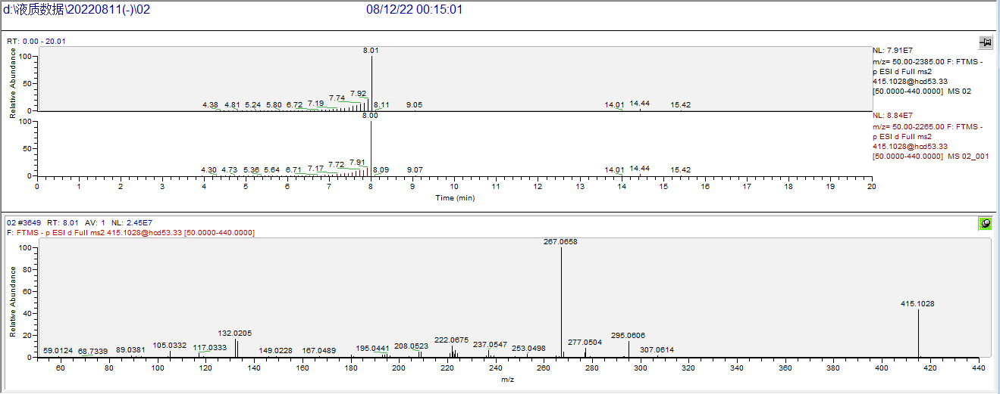 d:\液质数据\20220811(-)\02 08/12/22 00:15:01
RT: 0.00 - 20.01
Relative Abundance
100
50
0
8.01
4.38 4.81 5.24 5.80 6.72 7.19 7.74 7.92 8.11 9.05 14.01 14.44 15.42
NL: 7.91E7
m/z= 50.00-2385.00 F: FTMS -
p ESI d Full ms2
415.1028@hcd53.33
[50.0000-440.0000] MS 02
100
50
0
8.00
4.30 4.73 5.36 5.64 6.71 7.17 7.72 7.91 8.09 9.07 14.01 14.44 15.42
NL: 8.84E7
m/z= 50.00-2265.00 F: FTMS -
p ESI d Full ms2
415.1028@hcd53.33
[50.0000-440.0000] MS 02_001
0 1 2 3 4 5 6 7 8 9 10 11 12 13 14 15 16 17 18 19 20
Time (min)
02 #3649 RT: 8.01 AV: 1 NL: 2.45E7
F: FTMS - p ESI d Full ms2 415.1028@hcd53.33 [50.0000-440.0000]
Relative Abundance
100
80
60
40
20
0
267.0658
415.1028
132.0205 295.0606
59.0124 68.7339 89.0381 105.0332 117.0333 149.0228 167.0489 195.0441 208.0523 222.0675 237.0547 253.0498 277.0504 307.0614
60 80 100 120 140 160 180 200 220 240 260 280 300 320 340 360 380 400 420 440
m/z